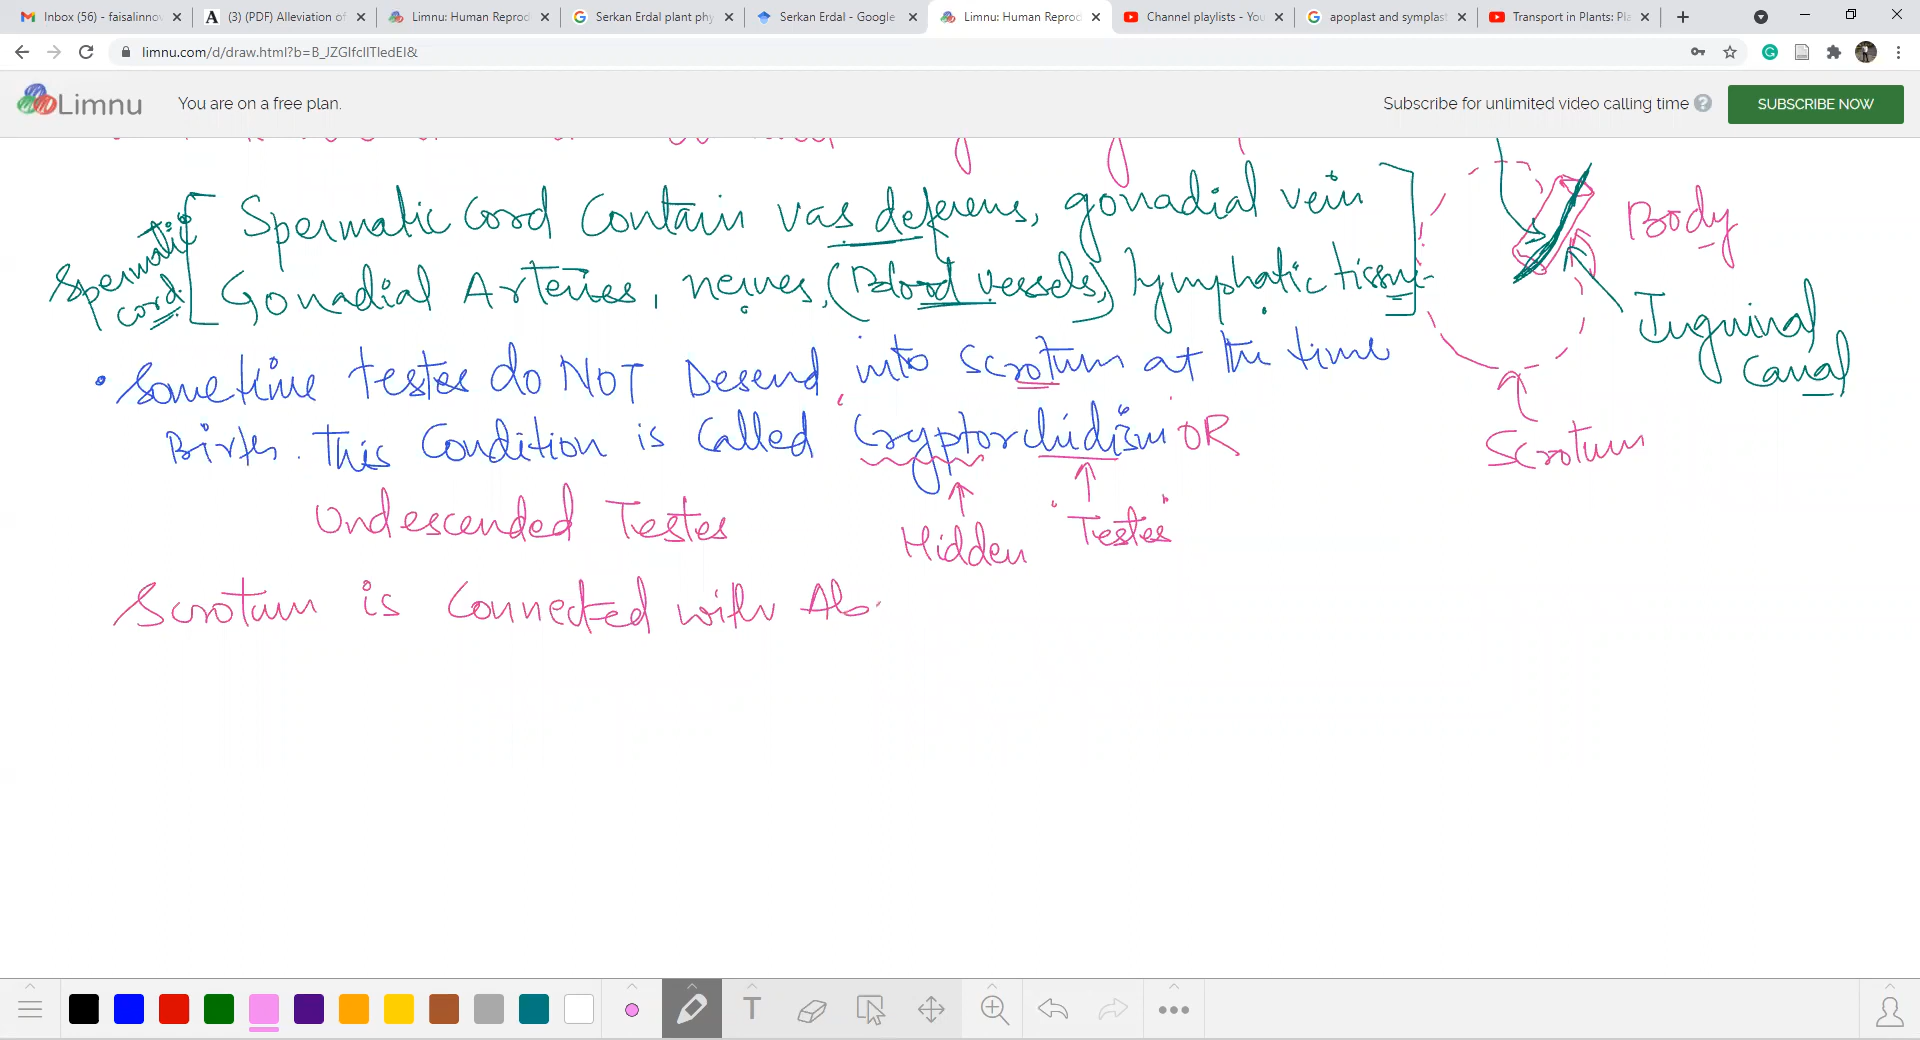 Inbox (56) - faisalinnov
(3) (PDF) Alleviation of
Limnu: Human Reprod
Serkan Erdal plant phy
Serkan Erdal - Google
Limnu: Human Reprod
Channel playlists - You
apoplast and symplast
Transport in Plants: Pla
limnu.com/d/draw.html?b=B_JZGIfcIITledEI&
Limnu
You are on a free plan.
Subscribe for unlimited video calling time ?
SUBSCRIBE NOW
Spermatic cord
Spermatic Cord Contain vas deferens, gonadial vein
Gonadial Arteries, nerves, (Blood vessels) lymphatic tissue
Body
Inguinal
Canal
• Sometime testes do NOT Desend into Scrotum at the time
Birth. This Condition is called "Cryptorchidism" OR
Scrotum
Undescended Testes
Hidden
"Testes"
Scrotum is Connected with Ab
T